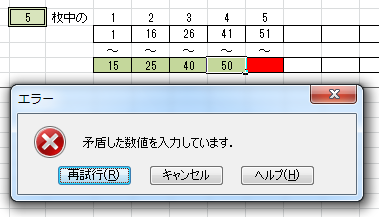 5 枚中の 1 2 3 4 5
1 16 26 41 51
～ ～ ～ ～ ～
15 25 40 50
エラー
矛盾した数値を入力しています.
再試行(R) キャンセル ヘルプ(H)